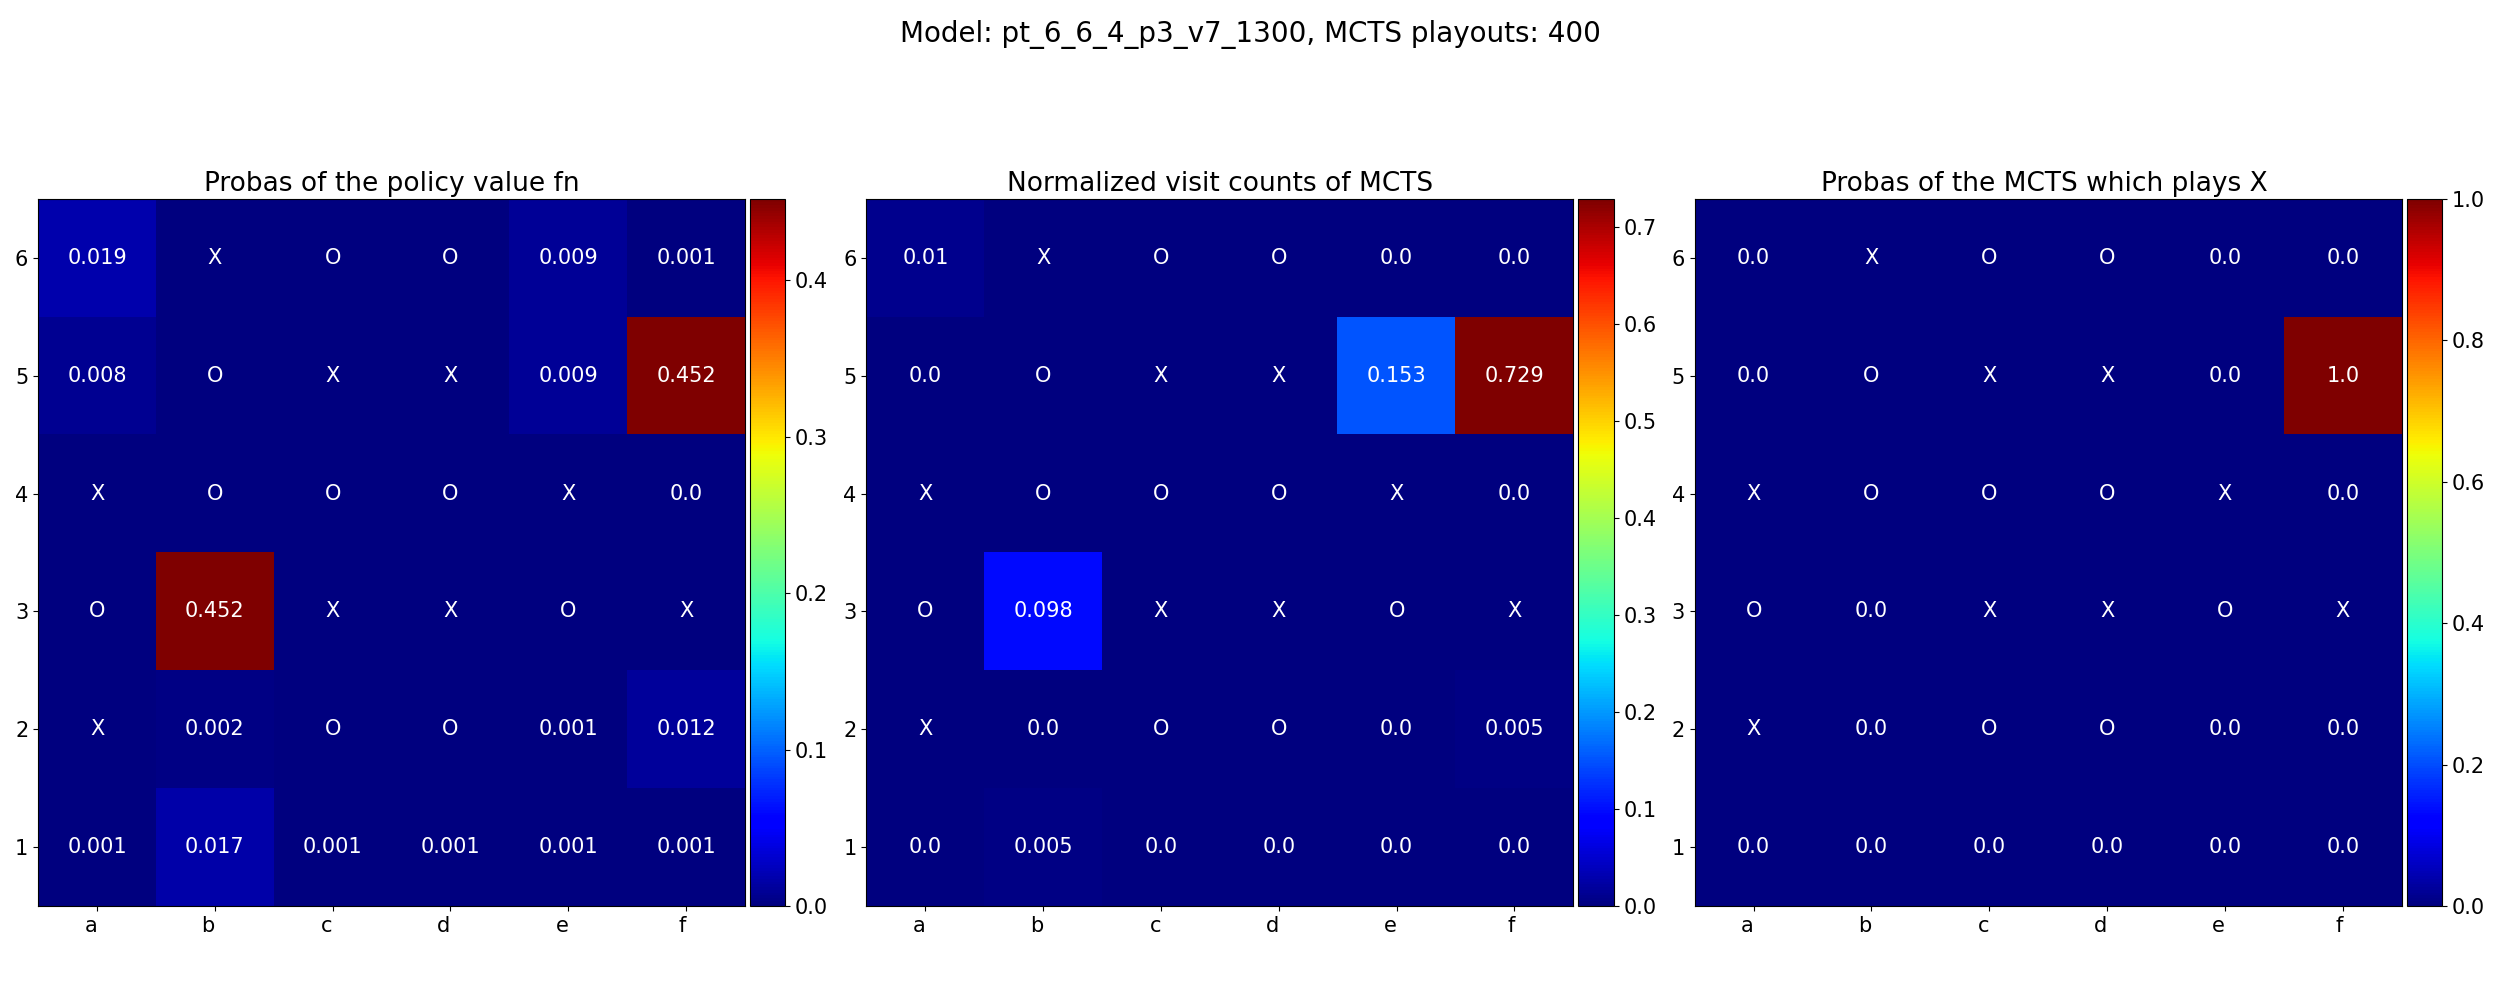 Model: pt_6_6_4_p3_v7_1300, MCTS playouts: 400
Probas of the policy value fn
6 0.019 X O O 0.009 0.001
5 0.008 O X X 0.009 0.452
4 X O O O X 0.0
3 O 0.452 X X O X
2 X 0.002 O O 0.001 0.012
1 0.001 0.017 0.001 0.001 0.001 0.001
a b c d e f
0.4
0.3
0.2
0.1
0.0
Normalized visit counts of MCTS
6 0.01 X O O 0.0 0.0
5 0.0 O X X 0.153 0.729
4 X O O O X 0.0
3 O 0.098 X X O X
2 X 0.0 O O 0.0 0.005
1 0.0 0.005 0.0 0.0 0.0 0.0
a b c d e f
0.7
0.6
0.5
0.4
0.3
0.2
0.1
0.0
Probas of the MCTS which plays X
6 0.0 X O O 0.0 0.0
5 0.0 O X X 0.0 1.0
4 X O O O X 0.0
3 O 0.0 X X O X
2 X 0.0 O O 0.0 0.0
1 0.0 0.0 0.0 0.0 0.0 0.0
a b c d e f
1.0
0.8
0.6
0.4
0.2
0.0